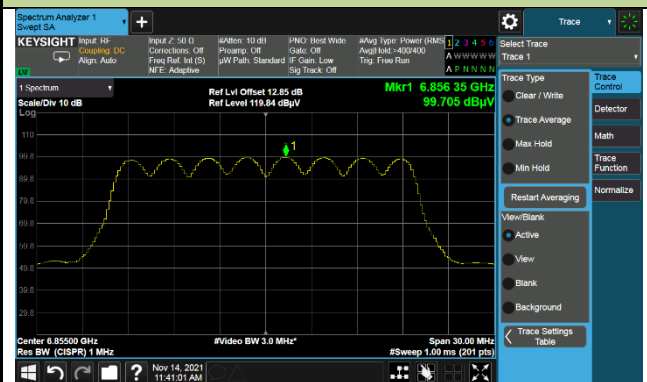 Spectrum Analyzer 1
Swept SA
+
Trace
KEYSIGHT
Input: RF
Coupling: DC
Align: Auto
Input Z: 50 Ω
Corrections: Off
Freq Ref: Int (S)
NFE: Adaptive
#Atten: 10 dB
Preamp: Off
µW Path: Standard
PNO: Best Wide
Gate: Off
IF Gain: Low
Sig Track: Off
#Avg Type: Power (RMS
Avg|Hold:>400/400
Trig: Free Run
1 2 3 4 5 6
A W W W W W
A P N N N N
Select Trace
Trace 1
1 Spectrum
Scale/Div 10 dB
Log
Ref Lvl Offset 12.85 dB
Ref Level 119.84 dBµV
Mkr1 6.856 35 GHz
99.705 dBµV
110
99.8
89.8
79.8
69.8
59.8
49.8
39.8
29.8
1
Center 6.85500 GHz
Res BW (CISPR) 1 MHz
#Video BW 3.0 MHz*
Span 30.00 MHz
#Sweep 1.00 ms (201 pts)
Trace Type
Clear / Write
Trace Average
Max Hold
Min Hold
Restart Averaging
View/Blank
Active
View
Blank
Background
Trace Settings
Table
Trace
Control
Detector
Math
Trace
Function
Normalize
?
Nov 14, 2021
11:41:01 AM